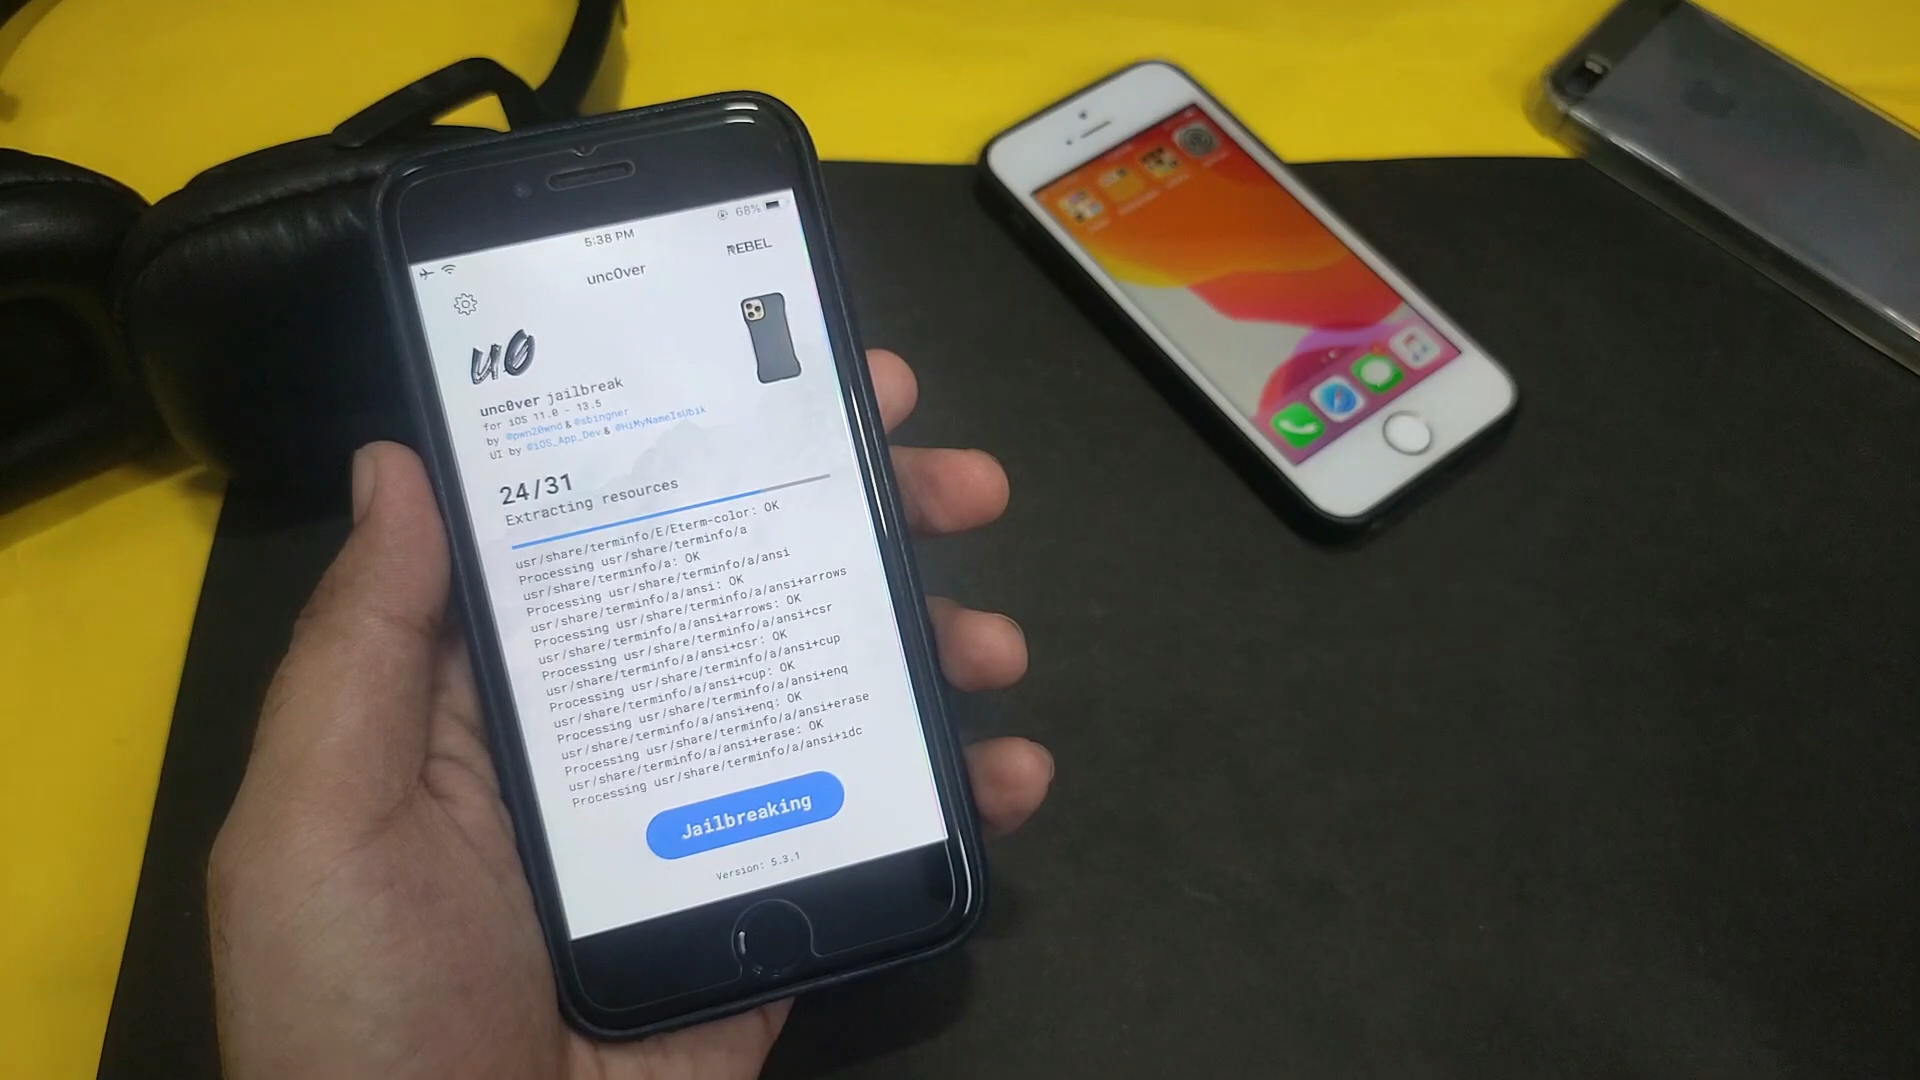 5:38 PM
68%
unc0ver
REBEL
u0
unc0ver jailbreak
for iOS 11.0 - 13.5
by @pwn20wnd & @sbingner
UI by @iOS_App_Dev & @HiMyNameIsUbik
24/31
Extracting resources
usr/share/terminfo/E/Eterm-color: OK
Processing usr/share/terminfo/a
usr/share/terminfo/a: OK
Processing usr/share/terminfo/a/ansi
usr/share/terminfo/a/ansi: OK
Processing usr/share/terminfo/a/ansi+arrows
usr/share/terminfo/a/ansi+arrows: OK
Processing usr/share/terminfo/a/ansi+csr
usr/share/terminfo/a/ansi+csr: OK
Processing usr/share/terminfo/a/ansi+cup
usr/share/terminfo/a/ansi+cup: OK
Processing usr/share/terminfo/a/ansi+enq
usr/share/terminfo/a/ansi+enq: OK
Processing usr/share/terminfo/a/ansi+erase
usr/share/terminfo/a/ansi+erase: OK
Processing usr/share/terminfo/a/ansi+idc
Jailbreaking
Version: 5.3.1